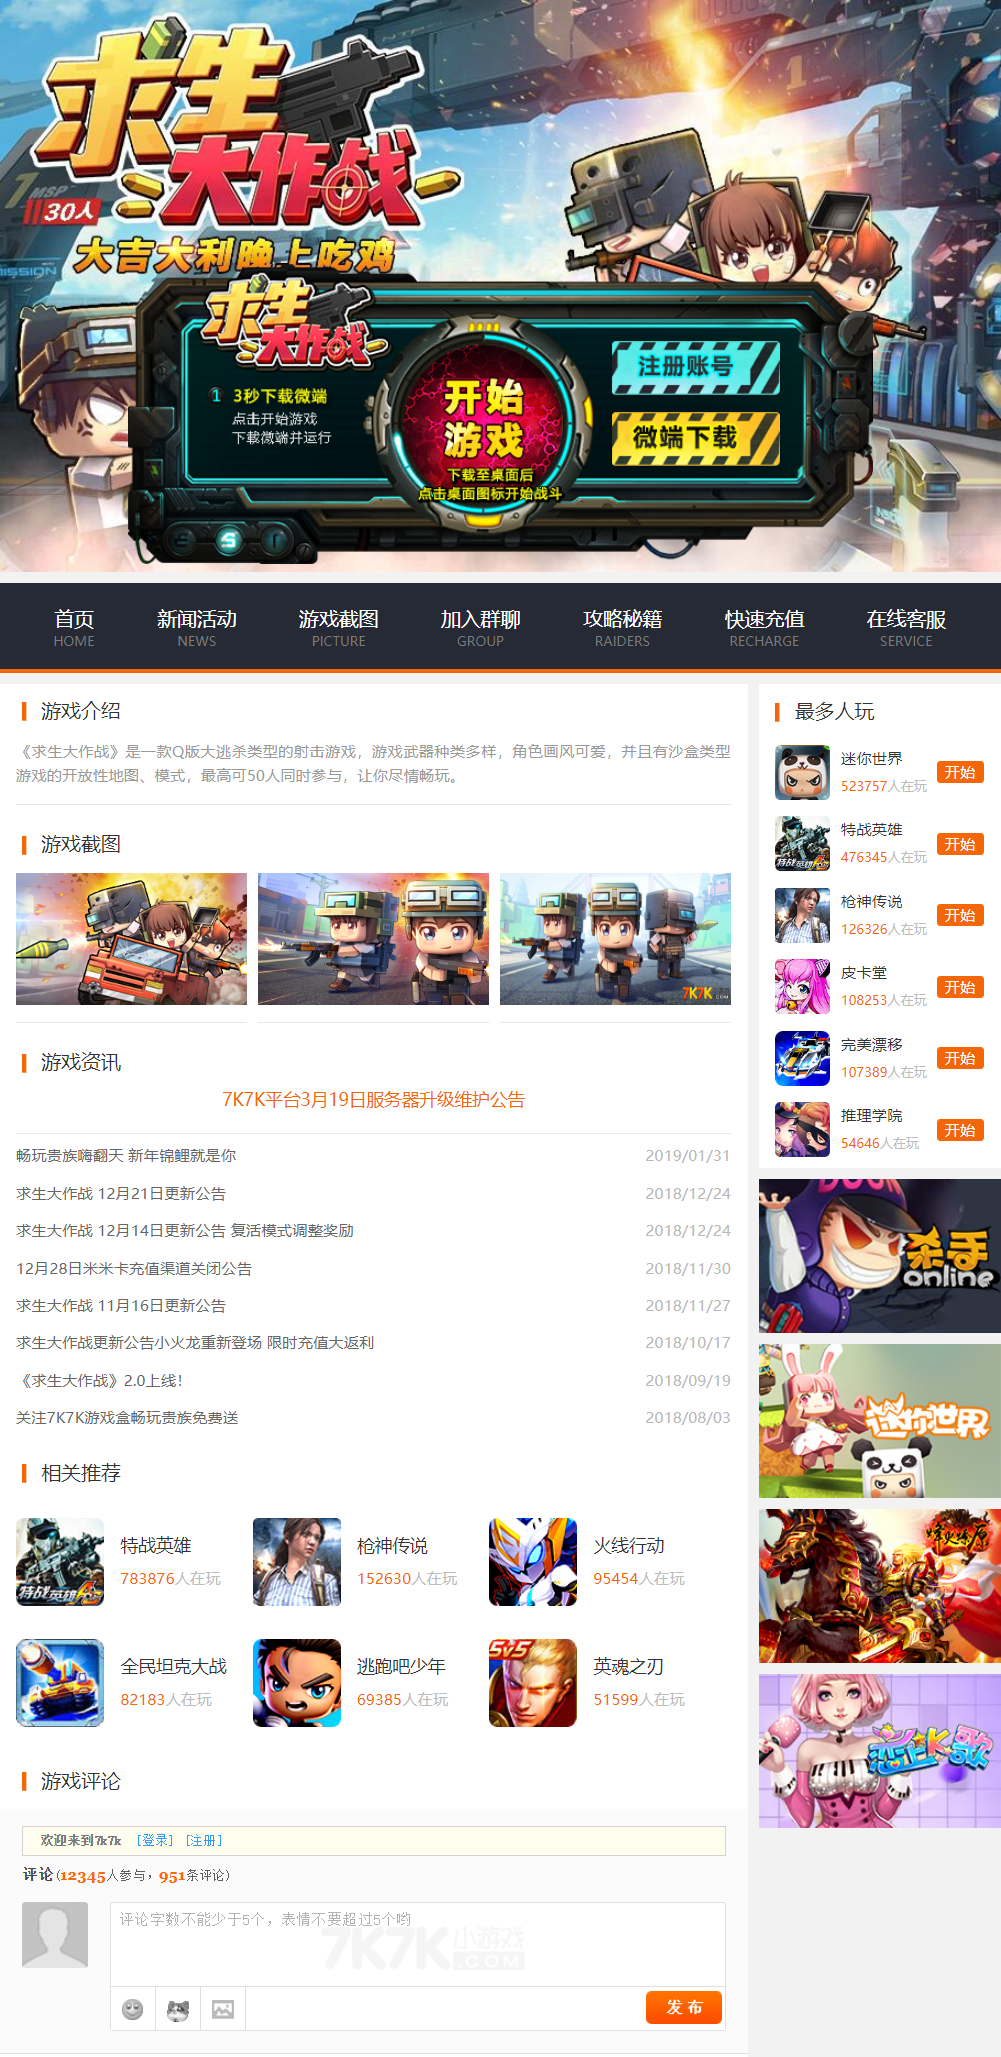 求生
大作战
30人
大吉大利晚上吃鸡
MISSION
求生
大作战
1 3秒下载微端
点击开始游戏
下载微端并运行
开始
游戏
下载至桌面后
点击桌面图标开始战斗
注册账号
微端下载
首页 新闻活动 游戏截图 加入群聊 攻略秘籍 快速充值 在线客服
HOME NEWS PICTURE GROUP RAIDERS RECHARGE SERVICE
游戏介绍
《求生大作战》是一款Q版大逃杀类型的射击游戏，游戏武器种类多样，角色画风可爱，并且有沙盒类型
游戏的开放性地图、模式，最高可50人同时参与，让你尽情畅玩。
游戏截图
7K7K
.COM
游戏资讯
7K7K平台3月19日服务器升级维护公告
畅玩贵族嗨翻天 新年锦鲤就是你 2019/01/31
求生大作战 12月21日更新公告 2018/12/24
求生大作战 12月14日更新公告 复活模式调整奖励 2018/12/24
12月28日米米卡充值渠道关闭公告 2018/11/30
求生大作战 11月16日更新公告 2018/11/27
求生大作战更新公告小火龙重新登场 限时充值大返利 2018/10/17
《求生大作战》2.0上线！ 2018/09/19
关注7K7K游戏盒畅玩贵族免费送 2018/08/03
相关推荐
特战英雄
特战英雄
783876人在玩
枪神传说
152630人在玩
火线行动
95454人在玩
全民坦克大战
82183人在玩
逃跑吧少年
69385人在玩
5v5
英魂之刃
51599人在玩
游戏评论
欢迎来到7k7k [登录] [注册]
评论(12345人参与，951条评论)
评论字数不能少于5个，表情不要超过5个哟
7K7K小游戏
.COM
发 布
最多人玩
迷你世界
523757人在玩 开始
特战英雄
特战英雄
476345人在玩 开始
枪神传说
126326人在玩 开始
皮卡堂
108253人在玩 开始
完美漂移
107389人在玩 开始
推理学院
54646人在玩 开始
杀手
online
迷你世界
烽火燎原
恋上K歌